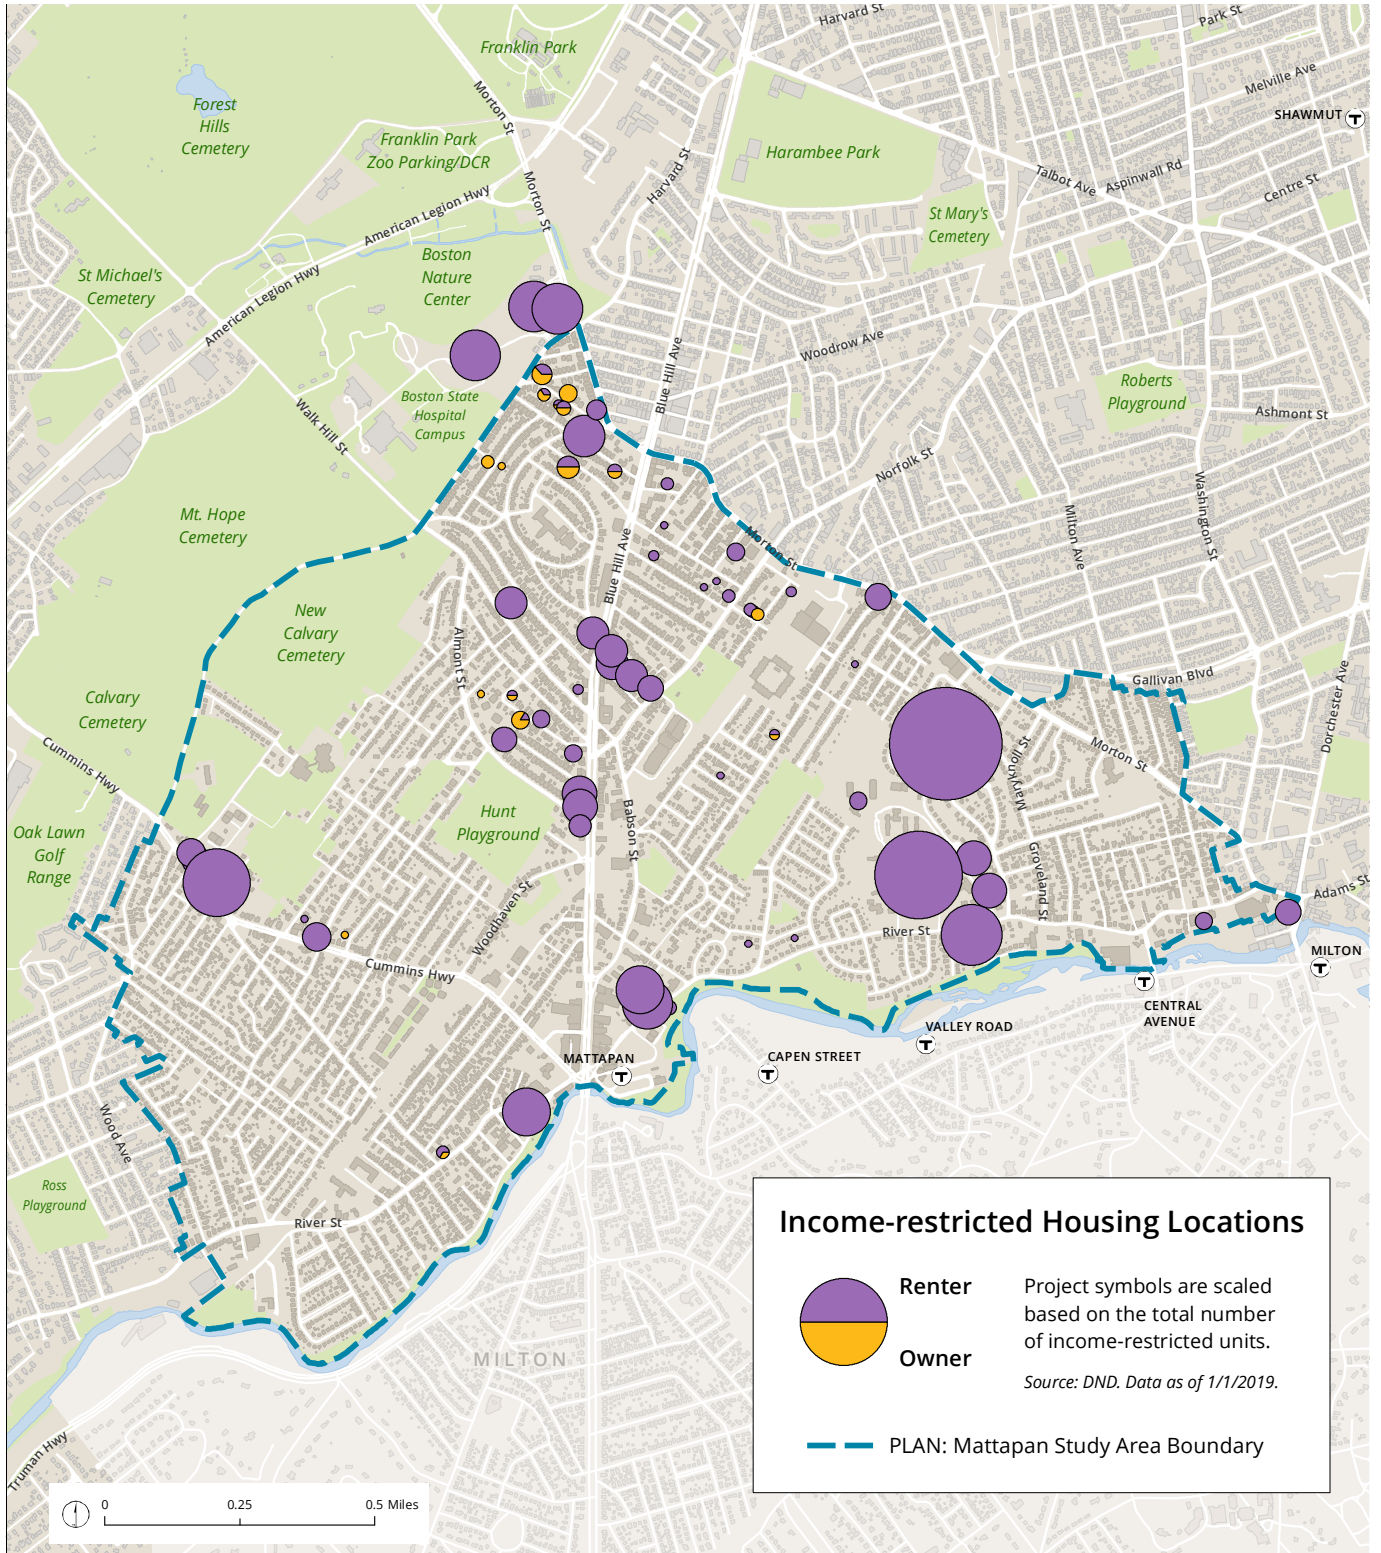 Harvard St
Park St
Franklin Park
Melville Ave
Morton St
Forest
Hills
Cemetery
SHAWMUT
T
Franklin Park
Zoo Parking/DCR
Harambee Park
Harvard St
Talbot Ave
Aspinwall Rd
Centre St
American Legion Hwy
Morton St
St Mary's
Cemetery
Boston
Nature
Center
St Michael's
Cemetery
American Legion Hwy
Woodrow Ave
Blue Hill Ave
Roberts
Playground
Boston State
Hospital
Campus
Ashmont St
Walk Hill St
Norfolk St
Washington St
Mt. Hope
Cemetery
Milton Ave
Morton St
Blue Hill Ave
New
Calvary
Cemetery
Almont St
Gallivan Blvd
Dorchester Ave
Calvary
Cemetery
Cummins Hwy
Morton St
Maryknoll St
Hunt
Playground
Babson St
Oak Lawn
Golf
Range
Groveland St
Adams St
Woodhaven St
River St
Cummins Hwy
MILTON
T
T
CENTRAL
AVENUE
VALLEY ROAD
T
MATTAPAN
T
CAPEN STREET
T
Wood Ave
Ross
Playground
River St
MILTON
Truman Hwy
Income-restricted Housing Locations
Renter
Owner
Project symbols are scaled
based on the total number
of income-restricted units.
Source: DND. Data as of 1/1/2019.
PLAN: Mattapan Study Area Boundary
0 0.25 0.5 Miles